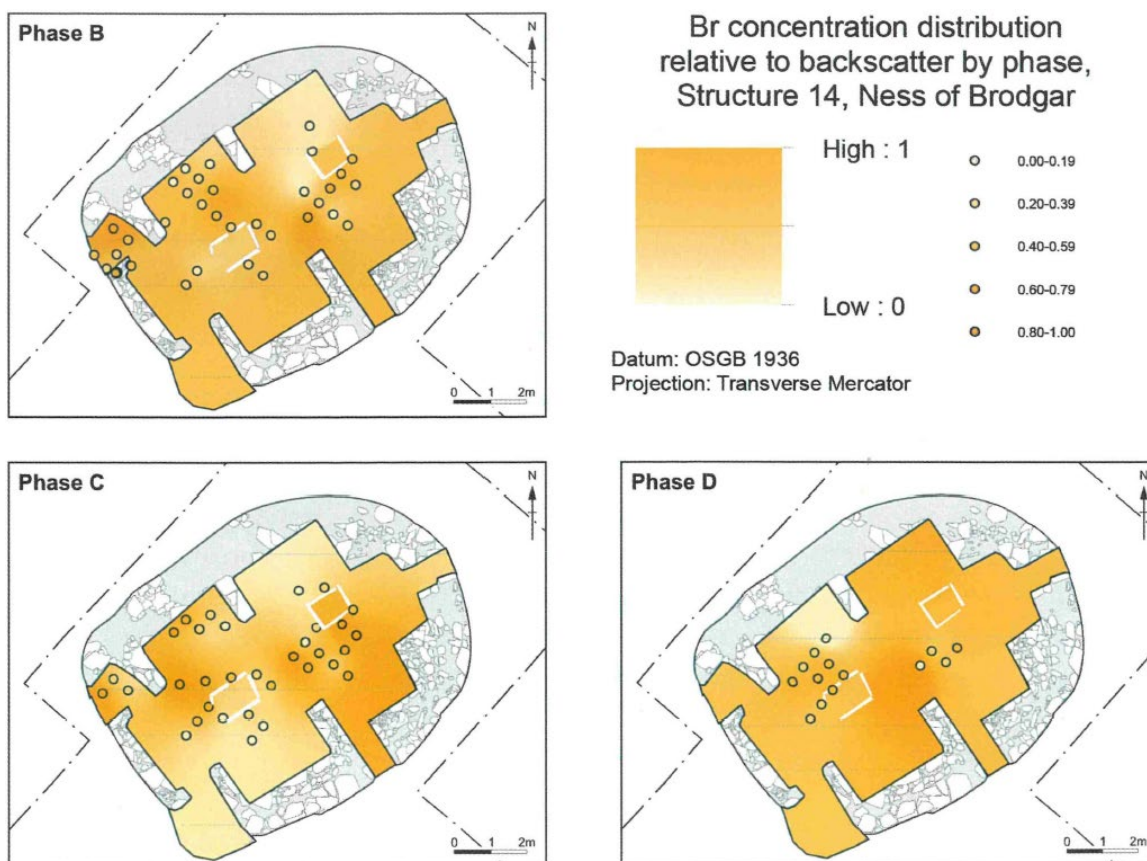 Phase B
N
0 1 2m
Br concentration distribution
relative to backscatter by phase,
Structure 14, Ness of Brodgar
High : 1
Low : 0
0.00-0.19
0.20-0.39
0.40-0.59
0.60-0.79
0.80-1.00
Datum: OSGB 1936
Projection: Transverse Mercator
Phase C
N
0 1 2m
Phase D
N
0 1 2m